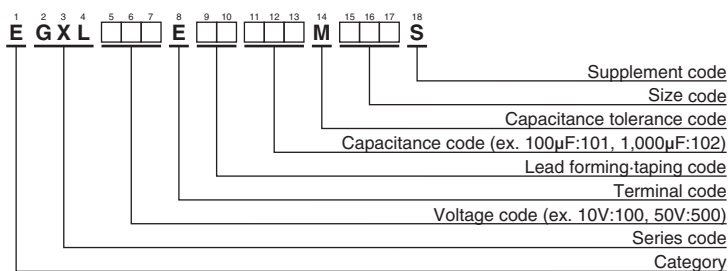 1 2 3 4 5 6 7 8 9 10 11 12 13 14 15 16 17 18
E G X L E M S
Supplement code
Size code
Capacitance tolerance code
Capacitance code (ex. 100μF:101, 1,000μF:102)
Lead forming·taping code
Terminal code
Voltage code (ex. 10V:100, 50V:500)
Series code
Category